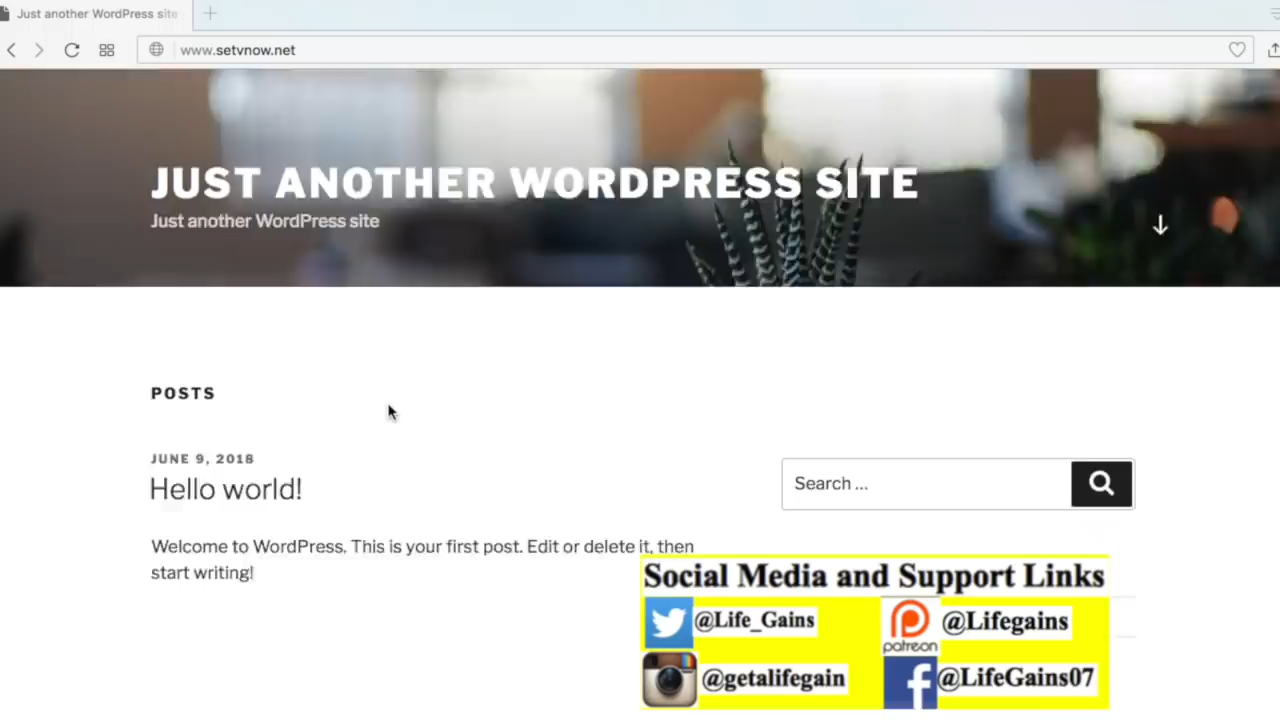 Just another WordPress site
www.setvnow.net
JUST ANOTHER WORDPRESS SITE
Just another WordPress site
POSTS
JUNE 9, 2018
Hello world!
Search ...
Welcome to WordPress. This is your first post. Edit or delete it, then
start writing!
Social Media and Support Links
@Life_Gains
@Lifegains
patreon
@getalifegain
@LifeGains07